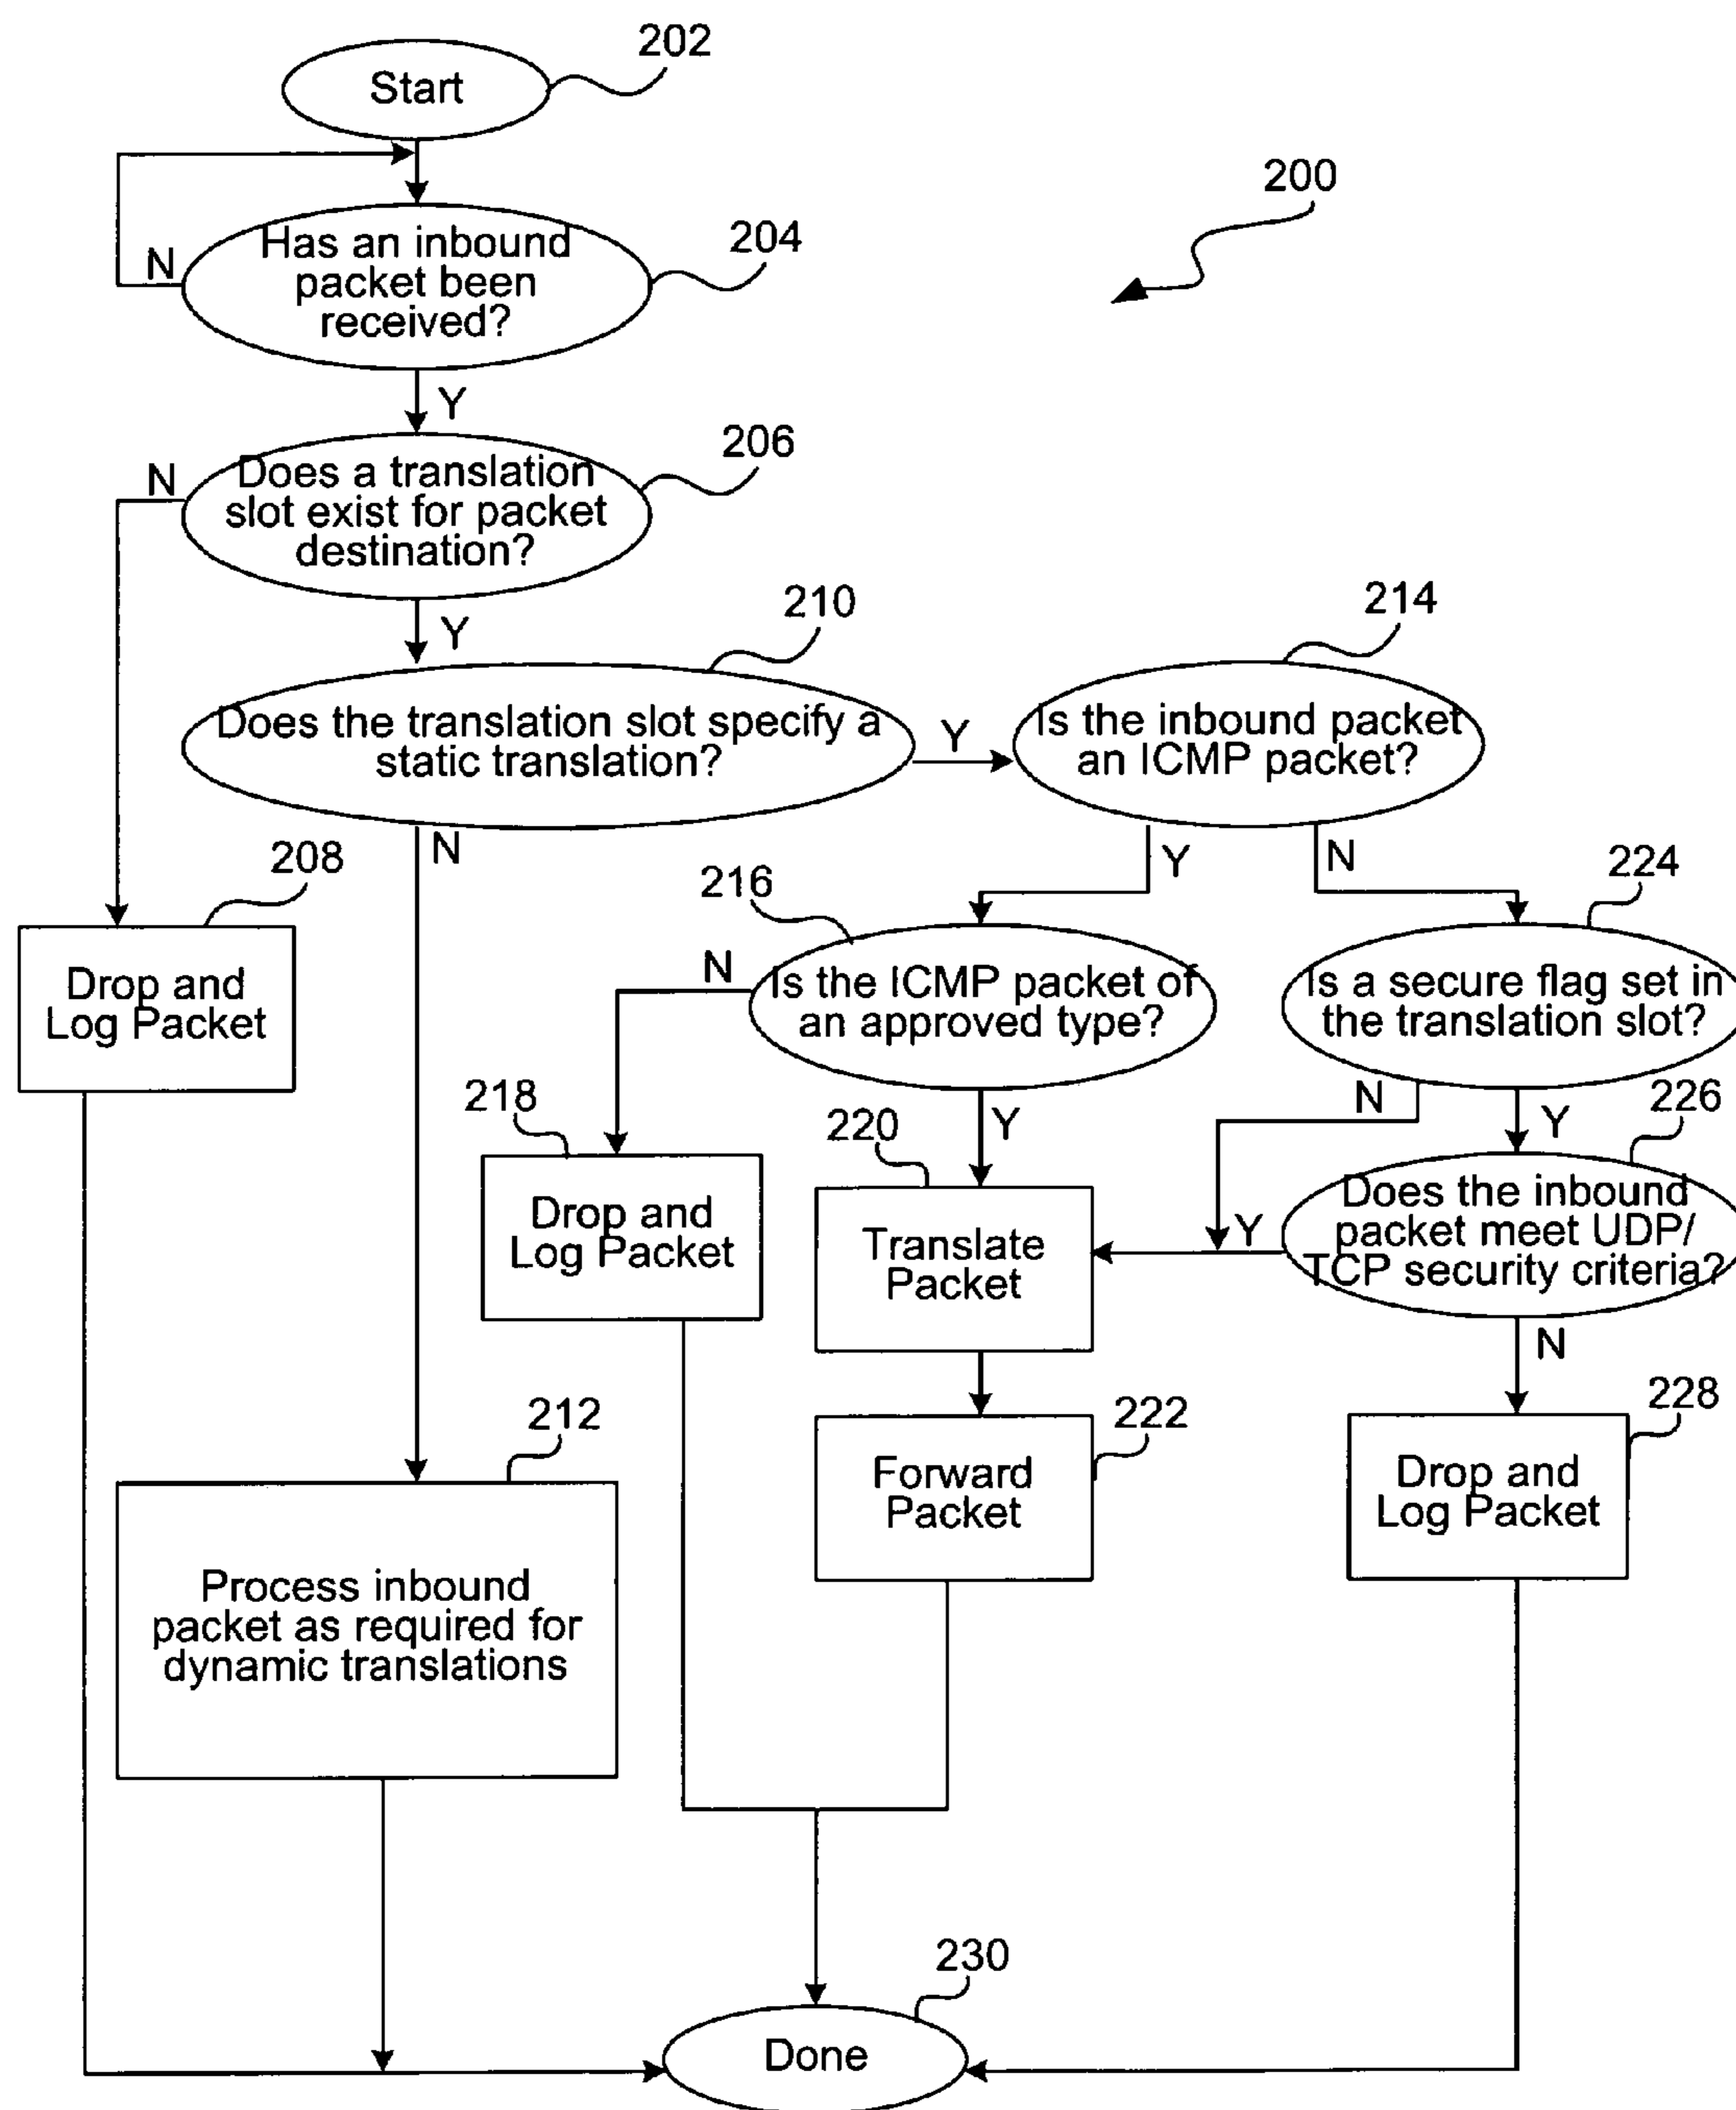 202
Start
200
204
Has an inbound
packet been
received?
N
Y
206
Does a translation
slot exist for packet
destination?
N
Y
210
Does the translation slot specify a
static translation?
Y
N
214
Is the inbound packet
an ICMP packet?
Y
N
208
Drop and
Log Packet
216
Is the ICMP packet of
an approved type?
N
Y
224
Is a secure flag set in
the translation slot?
N
Y
218
Drop and
Log Packet
220
Translate
Packet
226
Does the inbound
packet meet UDP/
TCP security criteria?
Y
N
212
Process inbound
packet as required for
dynamic translations
222
Forward
Packet
228
Drop and
Log Packet
230
Done